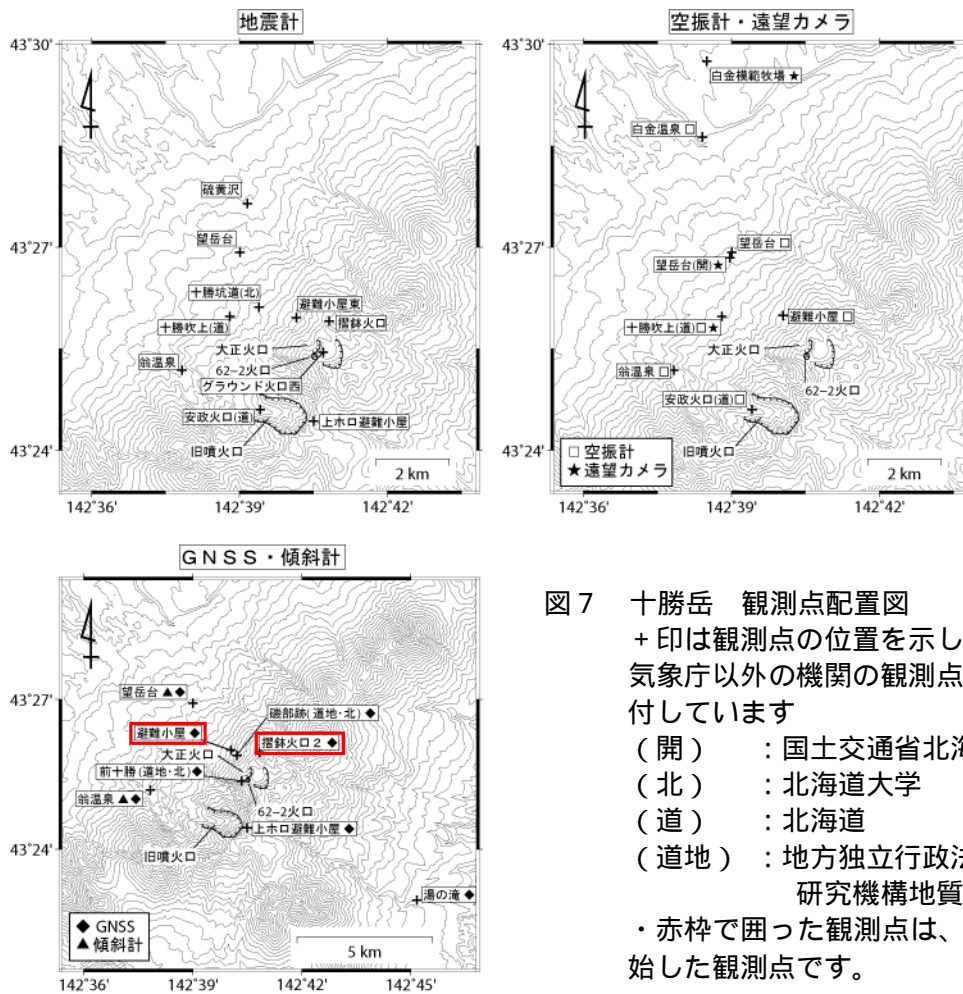 地震計
43°30'
43°27'
43°24'
142°36'
142°39'
142°42'
硫黄沢
望岳台
十勝坑道(北)
避難小屋東
摺鉢火口
十勝吹上(道)
大正火口
翁温泉
62-2火口
グラウンド火口西
安政火口(道)
上ホロ避難小屋
旧噴火口
2 km
空振計・遠望カメラ
43°30'
43°27'
43°24'
142°36'
142°39'
142°42'
白金模範牧場 ★
白金温泉 □
望岳台 □
望岳台(開)★
避難小屋 □
十勝吹上(道)□★
大正火口
翁温泉 □
62-2火口
安政火口(道)□
旧噴火口
□ 空振計
★ 遠望カメラ
2 km
GNSS・傾斜計
43°27'
43°24'
142°36'
142°39'
142°42'
142°45'
望岳台 ▲◆
磯部跡(道地・北) ◆
避難小屋 ◆
摺鉢火口2 ◆
大正火口
前十勝(道地・北)◆
翁温泉 ▲◆
62-2火口
上ホロ避難小屋 ◆
旧噴火口
湯の滝 ◆
◆ GNSS
▲ 傾斜計
5 km
図7 十勝岳 観測点配置図
+印は観測点の位置を示し
気象庁以外の機関の観測点
付しています
(開) :国土交通省北海
(北) :北海道大学
(道) :北海道
(道地) :地方独立行政法
研究機構地質
・赤枠で囲った観測点は、
始した観測点です。